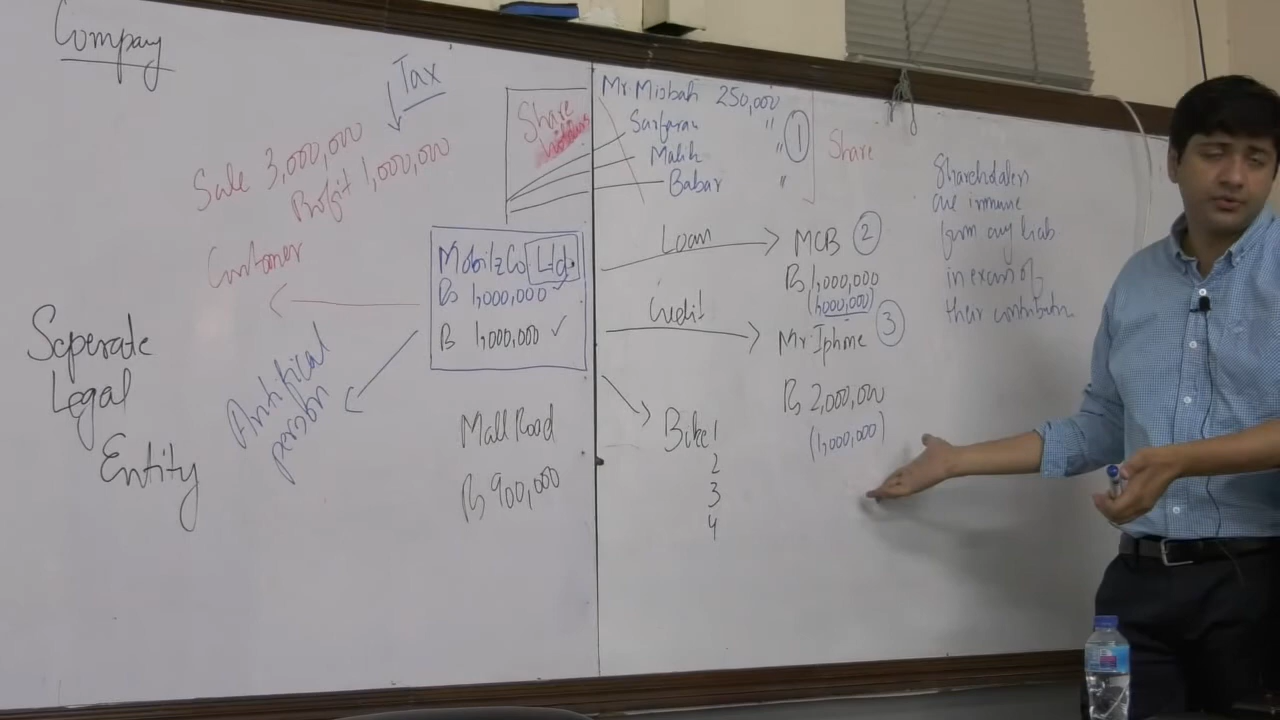 Company
Tax
Sale 3,000,000
Profit 1,000,000
Customer
Seperate
Legal
Entity
Artifical
person
Share
holders
MobilzCo Ltd.
Rs 1,000,000
Rs 1,000,000 ✓
Mall Road
Rs 900,000
Mr. Misbah 250,000
Sarfaraz "
Malik "
Babar "
1
Share
Loan
MCB 2
Rs 1,000,000
(1,000,000)
Credit
Mr. Iphone 3
Rs 2,000,000
(1,000,000)
Bike 1
2
3
4
Shareholders
are immune
any liab
in excess of
their contribution